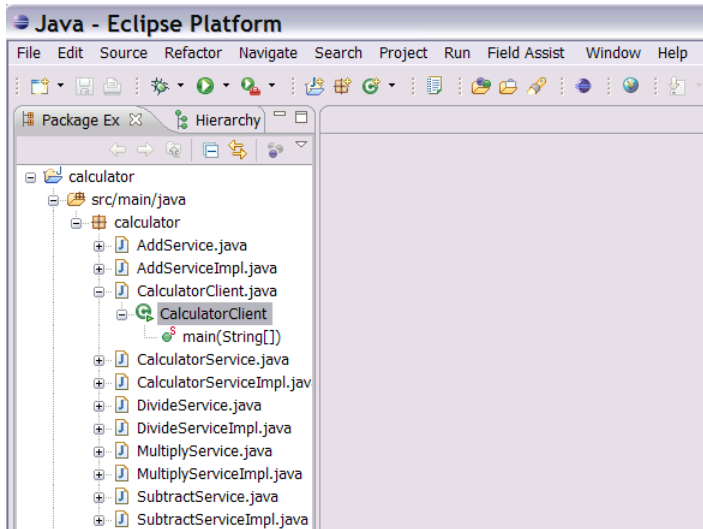 Java - Eclipse Platform
File Edit Source Refactor Navigate Search Project Run Field Assist Window Help
Package Ex Hierarchy
calculator
src/main/java
calculator
AddService.java
AddServiceImpl.java
CalculatorClient.java
CalculatorClient
main(String[])
CalculatorService.java
CalculatorServiceImpl.jav
DivideService.java
DivideServiceImpl.java
MultiplyService.java
MultiplyServiceImpl.java
SubtractService.java
SubtractServiceImpl.java